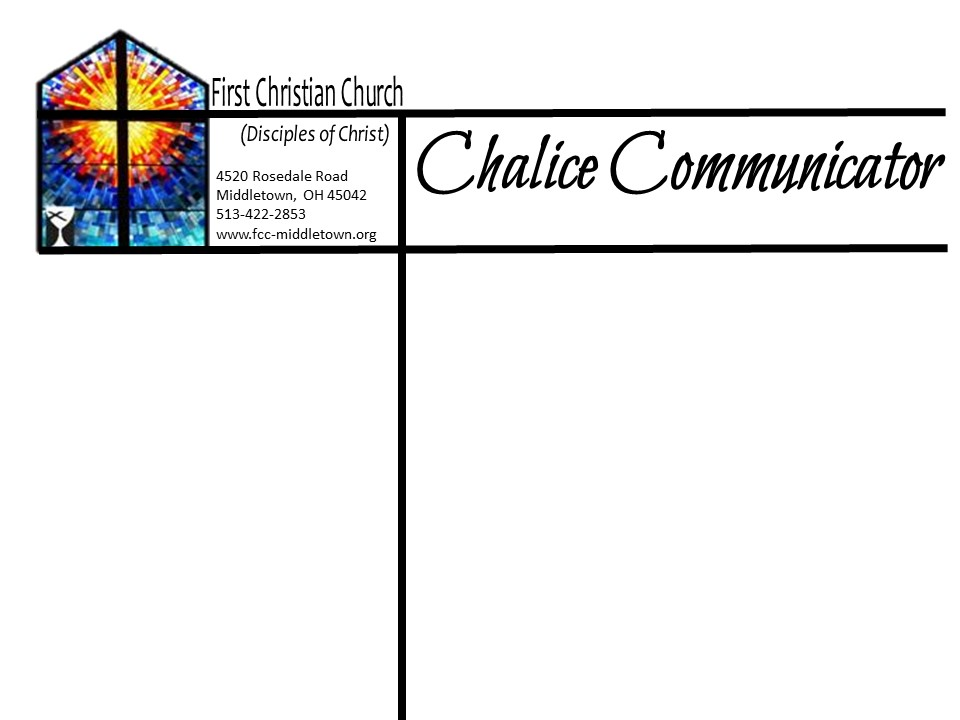 First Christian Church
(Disciples of Christ)
4520 Rosedale Road
Middletown, OH 45042
513-422-2853
www.fcc-middletown.org
Chalice Communicator